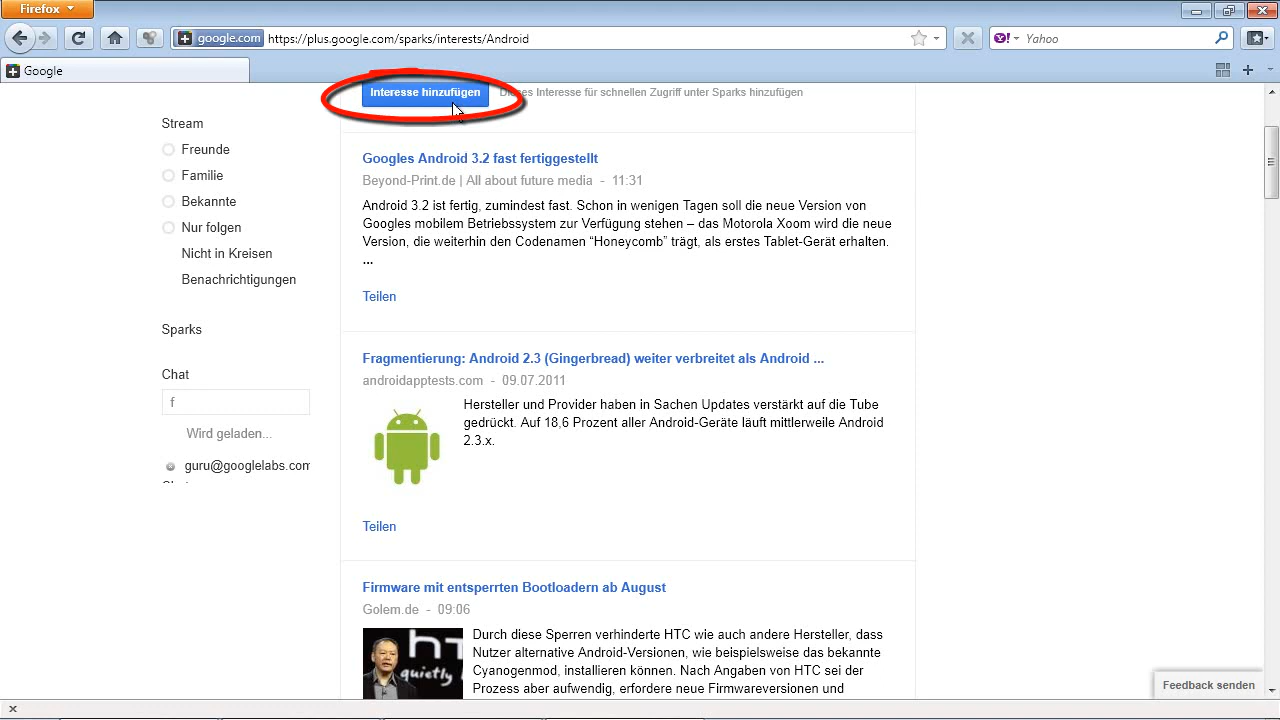 Firefox
google.com
https://plus.google.com/sparks/interests/Android
Yahoo
Google
Interesse hinzufügen
Dieses Interesse für schnellen Zugriff unter Sparks hinzufügen
Stream
Freunde
Familie
Bekannte
Nur folgen
Nicht in Kreisen
Benachrichtigungen
Sparks
Chat
f
Wird geladen...
guru@googlelabs.com
Googles Android 3.2 fast fertiggestellt
Beyond-Print.de | All about future media - 11:31
Android 3.2 ist fertig, zumindest fast. Schon in wenigen Tagen soll die neue Version von
Googles mobilem Betriebssystem zur Verfügung stehen – das Motorola Xoom wird die neue
Version, die weiterhin den Codenamen “Honeycomb” trägt, als erstes Tablet-Gerät erhalten.
...
Teilen
Fragmentierung: Android 2.3 (Gingerbread) weiter verbreitet als Android ...
androidapptests.com - 09.07.2011
Hersteller und Provider haben in Sachen Updates verstärkt auf die Tube
gedrückt. Auf 18,6 Prozent aller Android-Geräte läuft mittlerweile Android
2.3.x.
Teilen
Firmware mit entsperrten Bootloadern ab August
Golem.de - 09:06
Durch diese Sperren verhinderte HTC wie auch andere Hersteller, dass
Nutzer alternative Android-Versionen, wie beispielsweise das bekannte
Cyanogenmod, installieren können. Nach Angaben von HTC sei der
Prozess aber aufwendig, erfordere neue Firmwareversionen und
quietly
Feedback senden